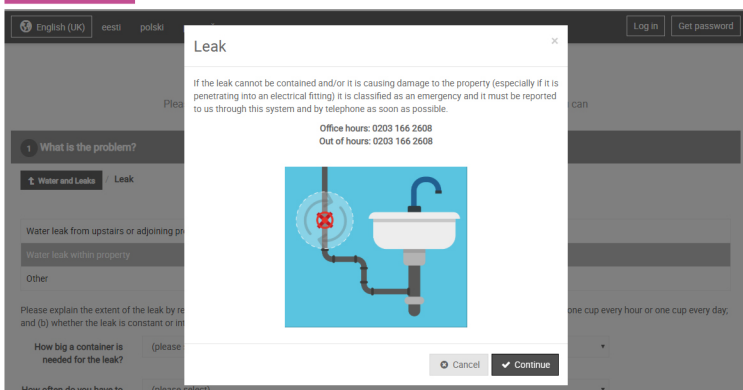 English (UK) eesti polski
Log in Get password
Leak ×
If the leak cannot be contained and/or it is causing damage to the property (especially if it is
penetrating into an electrical fitting) it is classified as an emergency and it must be reported
to us through this system and by telephone as soon as possible.
Office hours: 0203 166 2608
Out of hours: 0203 166 2608
Cancel Continue
Plea
can
1 What is the problem?
Water and Leaks / Leak
Water leak from upstairs or adjoining pr
Water leak within property
Other
Please explain the extent of the leak by re one cup every hour or one cup every day;
and (b) whether the leak is constant or int
How big a container is (please
needed for the leak?
How often do you have to (please select)